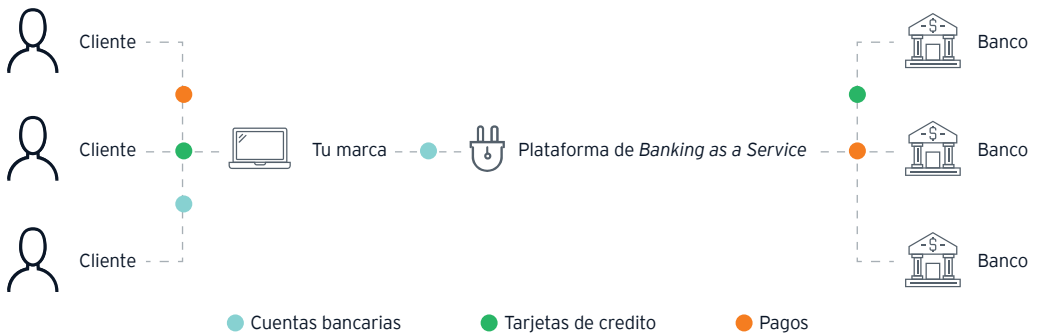 Cliente
Banco
Cliente
Tu marca
Plataforma de Banking as a Service
Banco
Cliente
Banco
Cuentas bancarias
Tarjetas de credito
Pagos